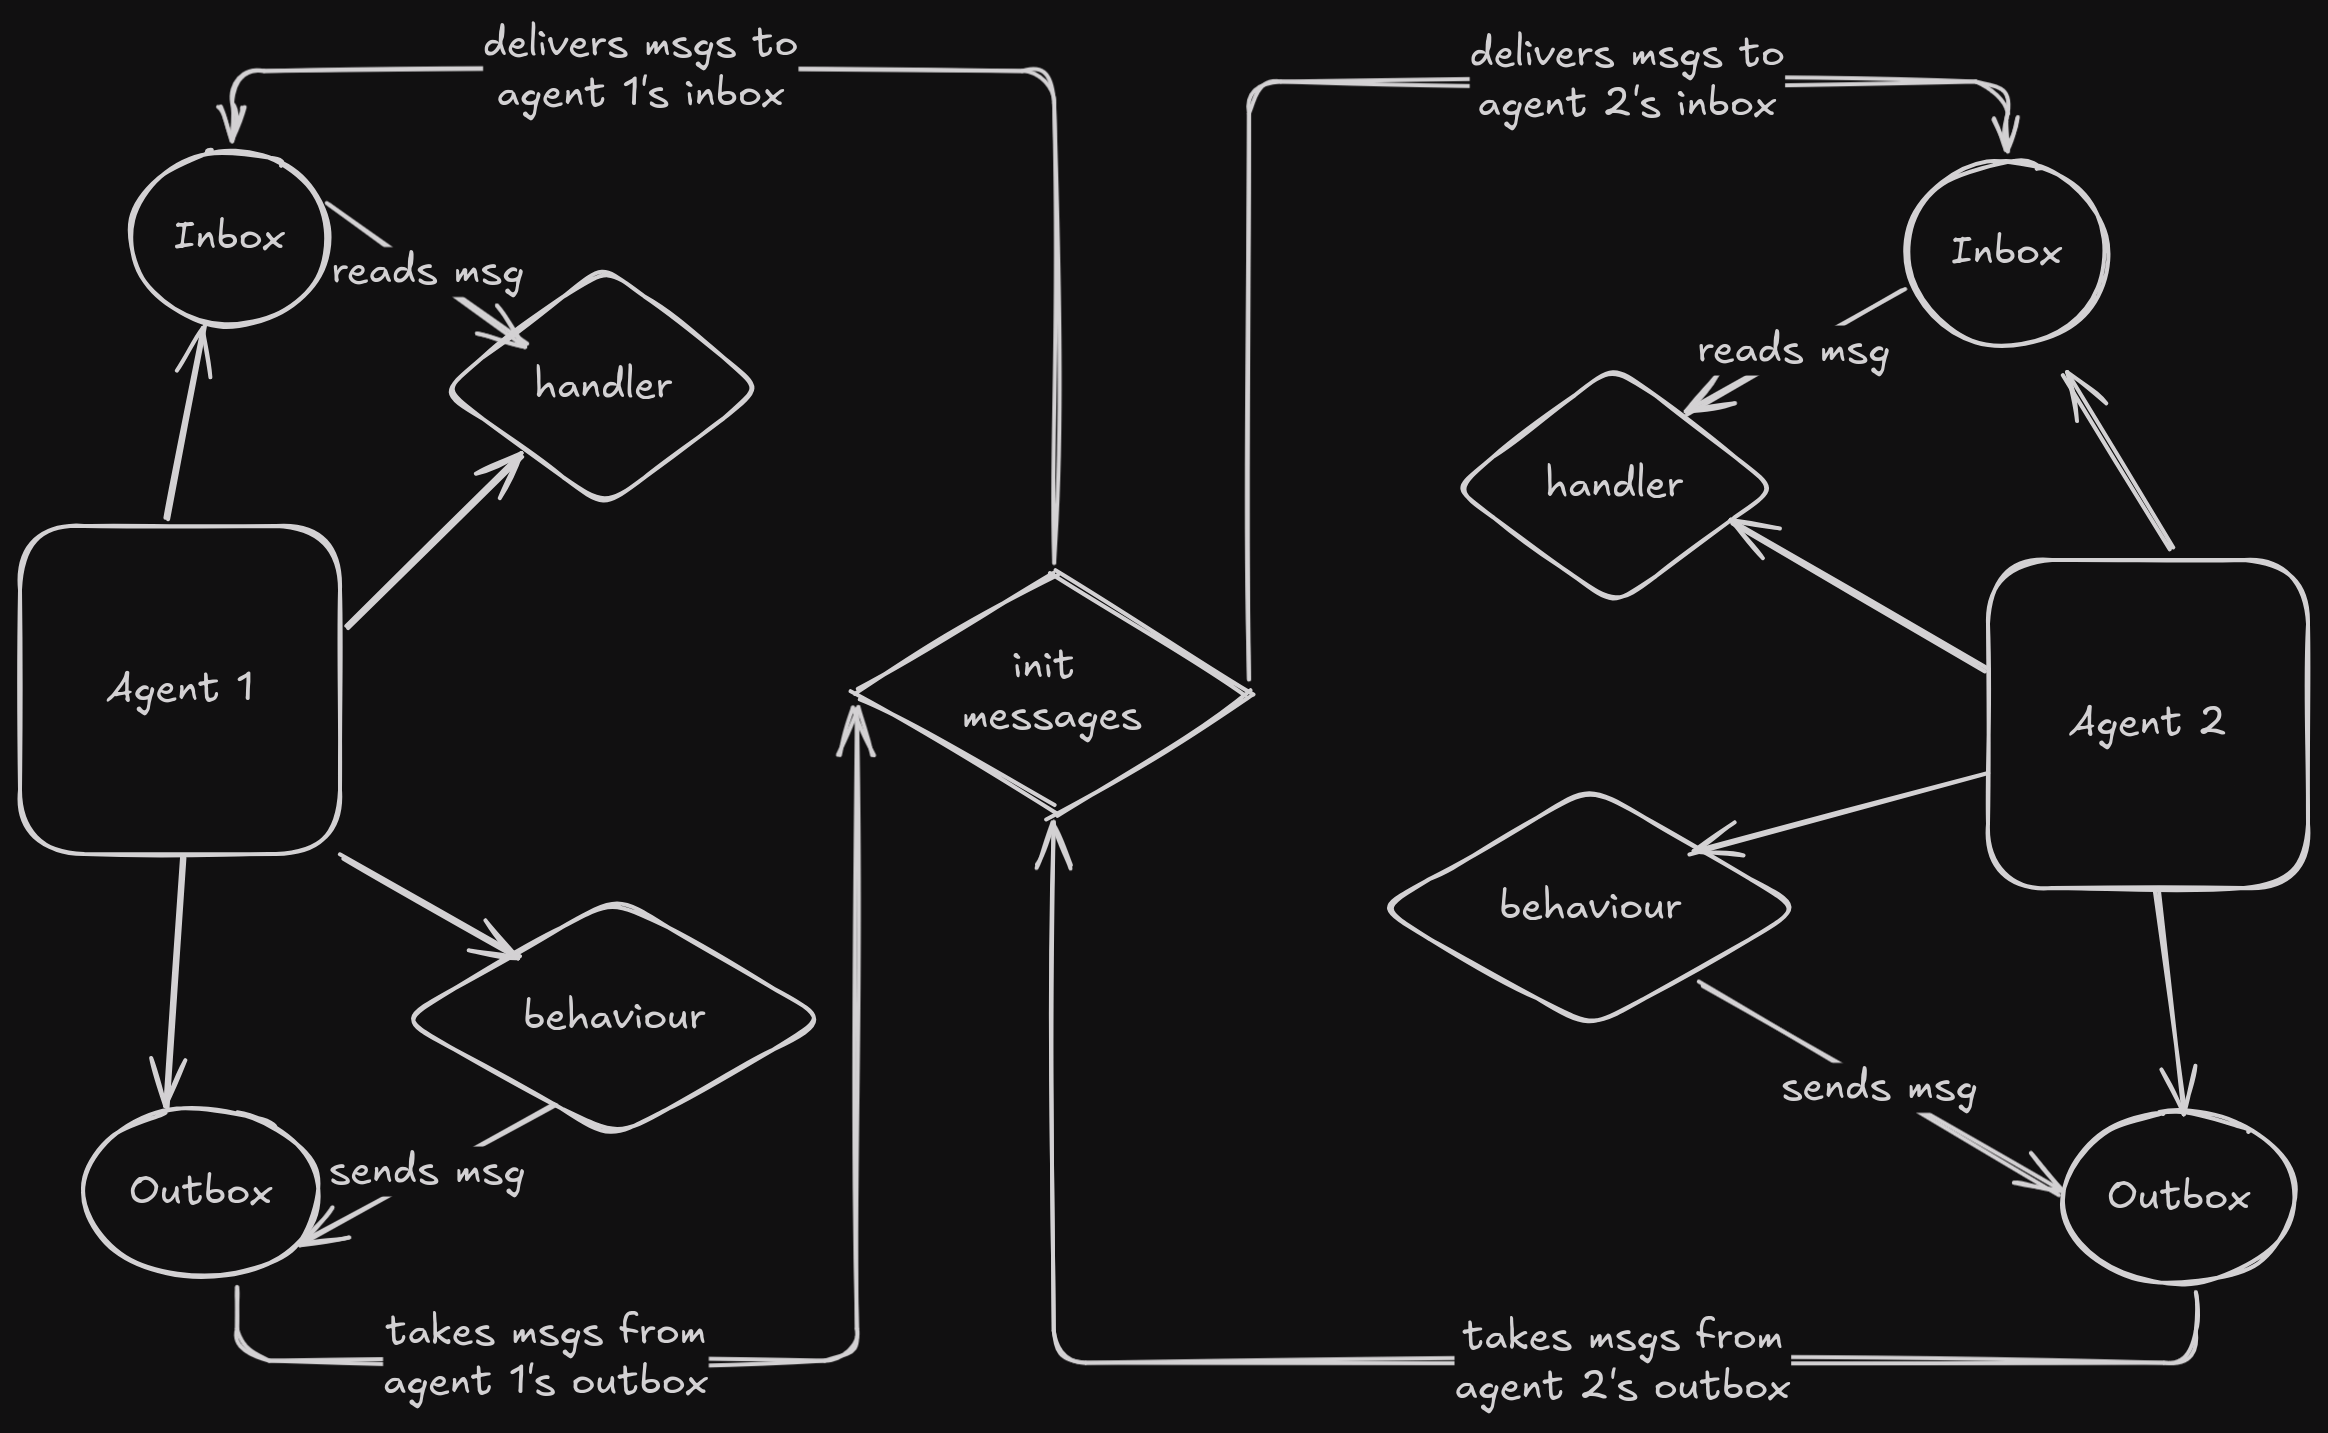 delivers msgs to
agent 1's inbox
delivers msgs to
agent 2's inbox
Inbox
reads msg
handler
Inbox
reads msg
handler
Agent 1
init
messages
Agent 2
behaviour
sends msg
Outbox
behaviour
sends msg
Outbox
takes msgs from
agent 1's outbox
takes msgs from
agent 2's outbox